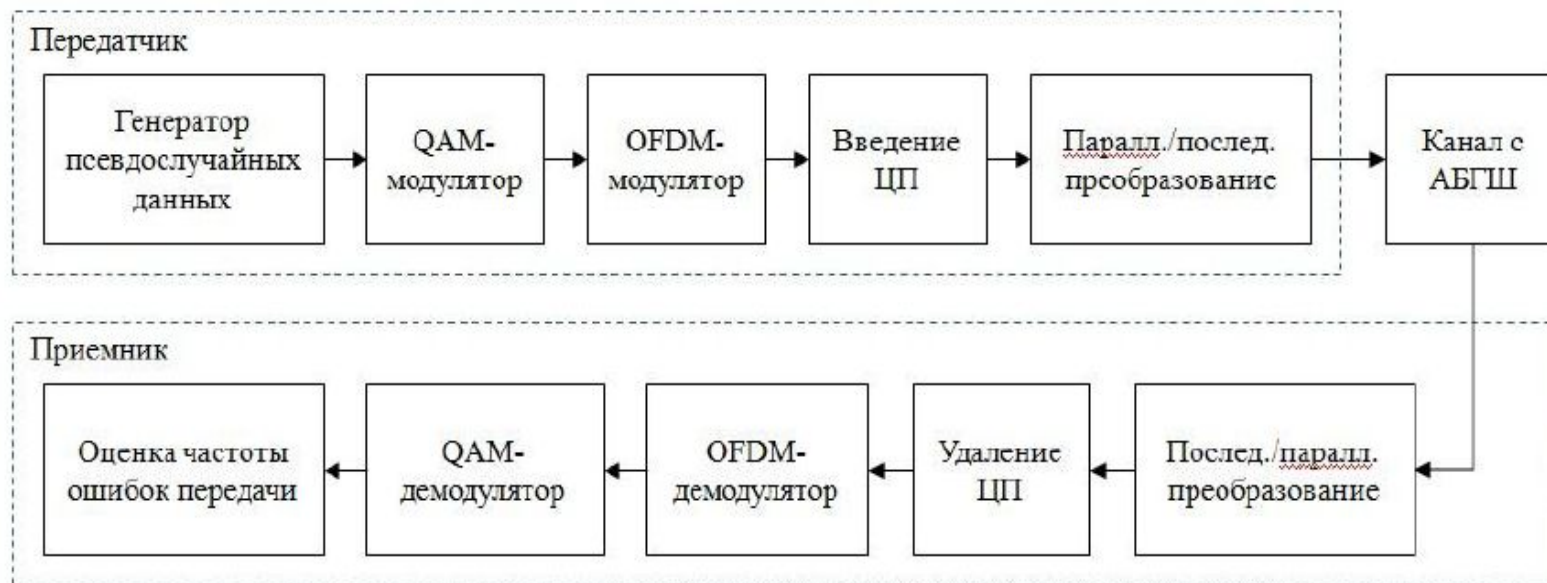 Передатчик
Генератор
псевдослучайных
данных
QAM-
модулятор
OFDM-
модулятор
Введение
ЦП
Паралл./послед.
преобразование
Канал с
АБГШ
Приемник
Оценка частоты
ошибок передачи
QAM-
демодулятор
OFDM-
демодулятор
Удаление
ЦП
Послед./паралл.
преобразование